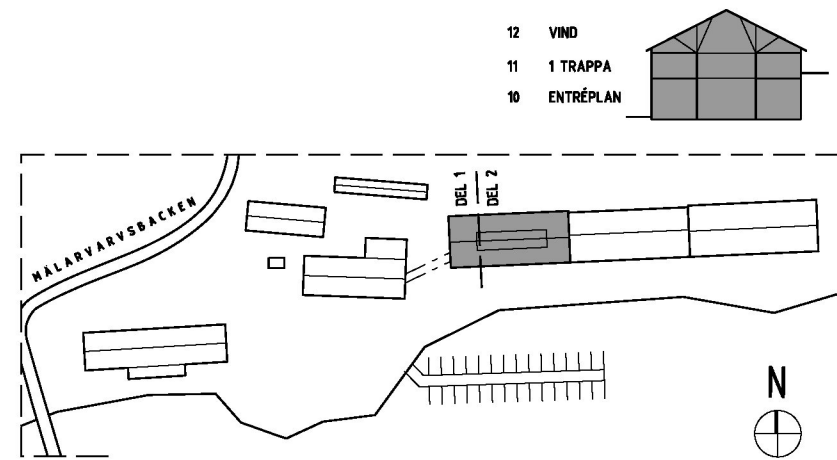 12 VIND
11 1 TRAPPA
10 ENTRÉPLAN
DEL 1
DEL 2
MÄLARVARVSBACKEN
N